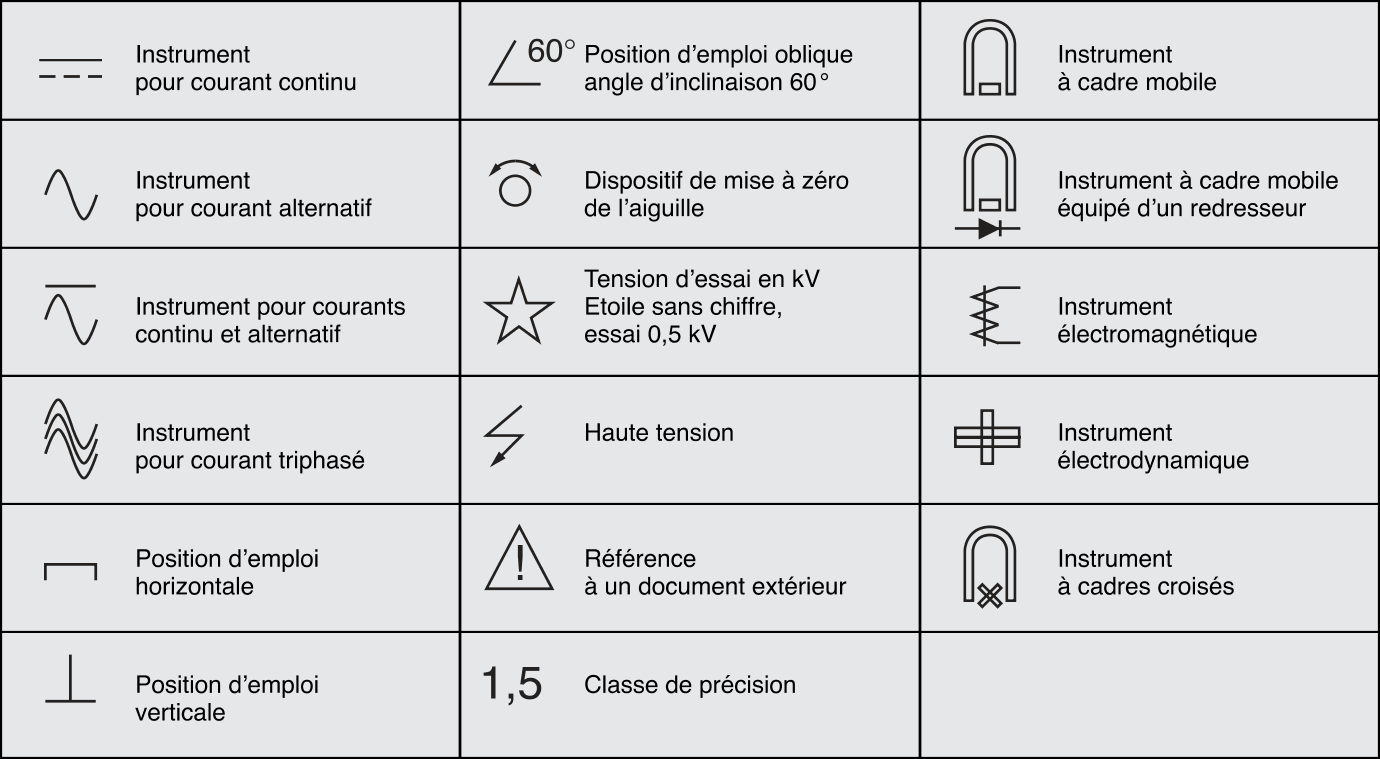 Instrument
pour courant continu
60° Position d'emploi oblique
angle d'inclinaison 60°
Instrument
à cadre mobile
Instrument
pour courant alternatif
Dispositif de mise à zéro
de l'aiguille
Instrument à cadre mobile
équipé d'un redresseur
Instrument pour courants
continu et alternatif
Tension d'essai en kV
Etoile sans chiffre,
essai 0,5 kV
Instrument
électromagnétique
Instrument
pour courant triphasé
Haute tension
Instrument
électrodynamique
Position d'emploi
horizontale
!
Référence
à un document extérieur
Instrument
à cadres croisés
Position d'emploi
verticale
1,5 Classe de précision